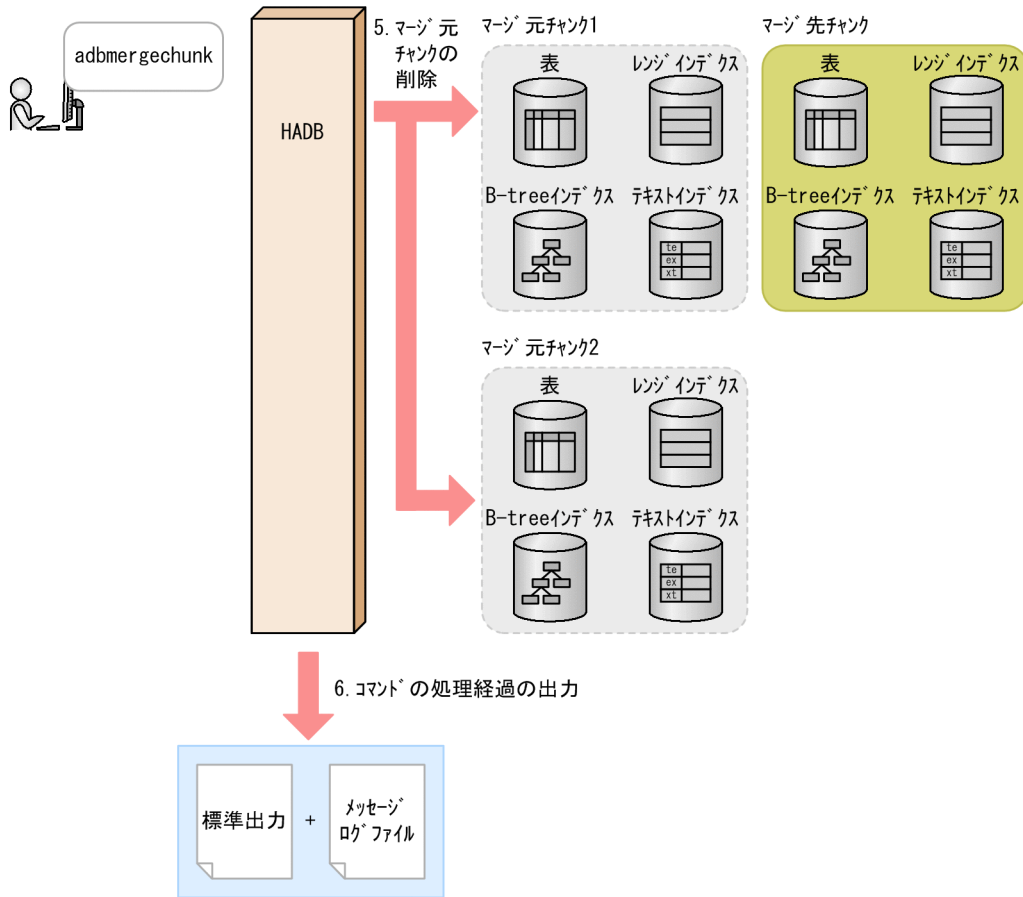 adbmergechunk
HADB
5.マージ元
チャンクの
削除
マージ元チャンク1
表
レンジインデクス
B-treeインデクス
テキストインデクス
te
ex
xt
マージ先チャンク
表
レンジインデクス
B-treeインデクス
テキストインデクス
te
ex
xt
マージ元チャンク2
表
レンジインデクス
B-treeインデクス
テキストインデクス
te
ex
xt
6.コマンドの処理経過の出力
標準出力
+
メッセージ
ログファイル